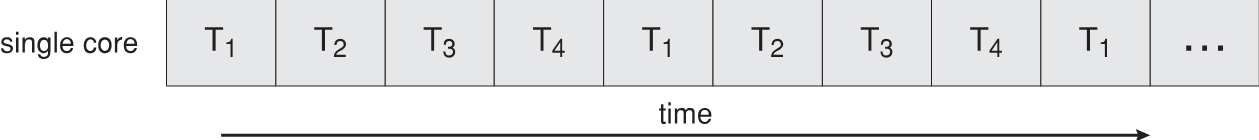 single core T₁ T₂ T₃ T₄ T₁ T₂ T₃ T₄ T₁ ...
time